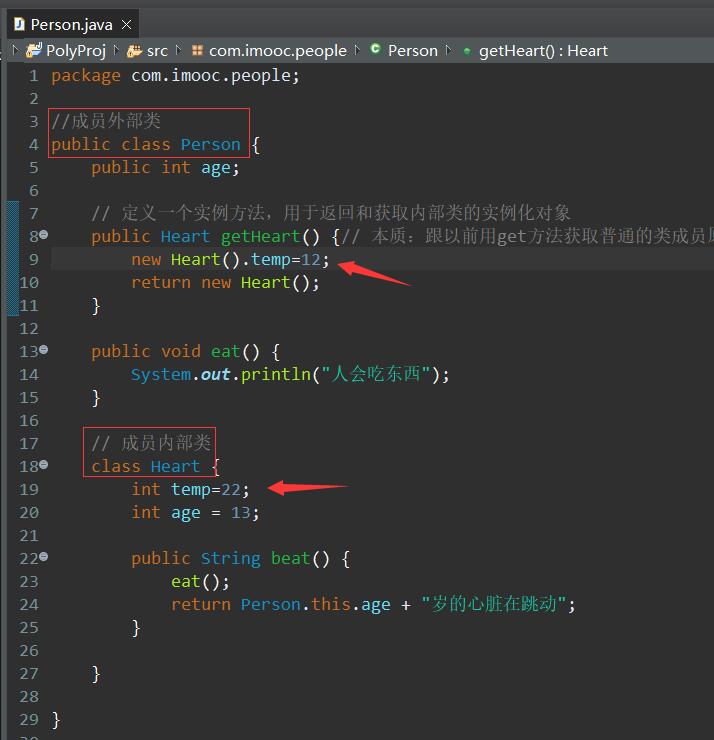 Person.java
PolyProj src com.imooc.people Person getHeart() : Heart
1 package com.imooc.people;
2
3 //成员外部类
4 public class Person {
5 public int age;
6
7 // 定义一个实例方法，用于返回和获取内部类的实例化对象
8 public Heart getHeart() {// 本质：跟以前用get方法获取普通的类成员
9 new Heart().temp=12;
10 return new Heart();
11 }
12
13 public void eat() {
14 System.out.println("人会吃东西");
15 }
16
17 // 成员内部类
18 class Heart {
19 int temp=22;
20 int age = 13;
21
22 public String beat() {
23 eat();
24 return Person.this.age + "岁的心脏在跳动";
25 }
26
27 }
28
29 }